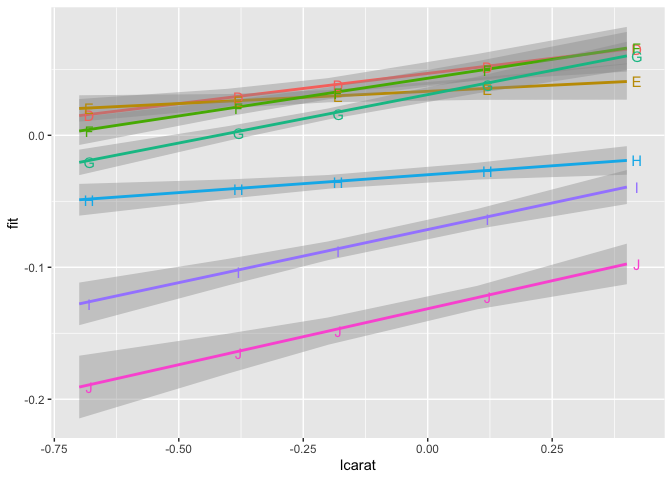 0.0
-0.1
-0.2
fit
D D D D D
E E E E E
F F F F F
G G G G G
H H H H H
I I I I I
J J J J J
-0.75 -0.50 -0.25 0.00 0.25
lcarat